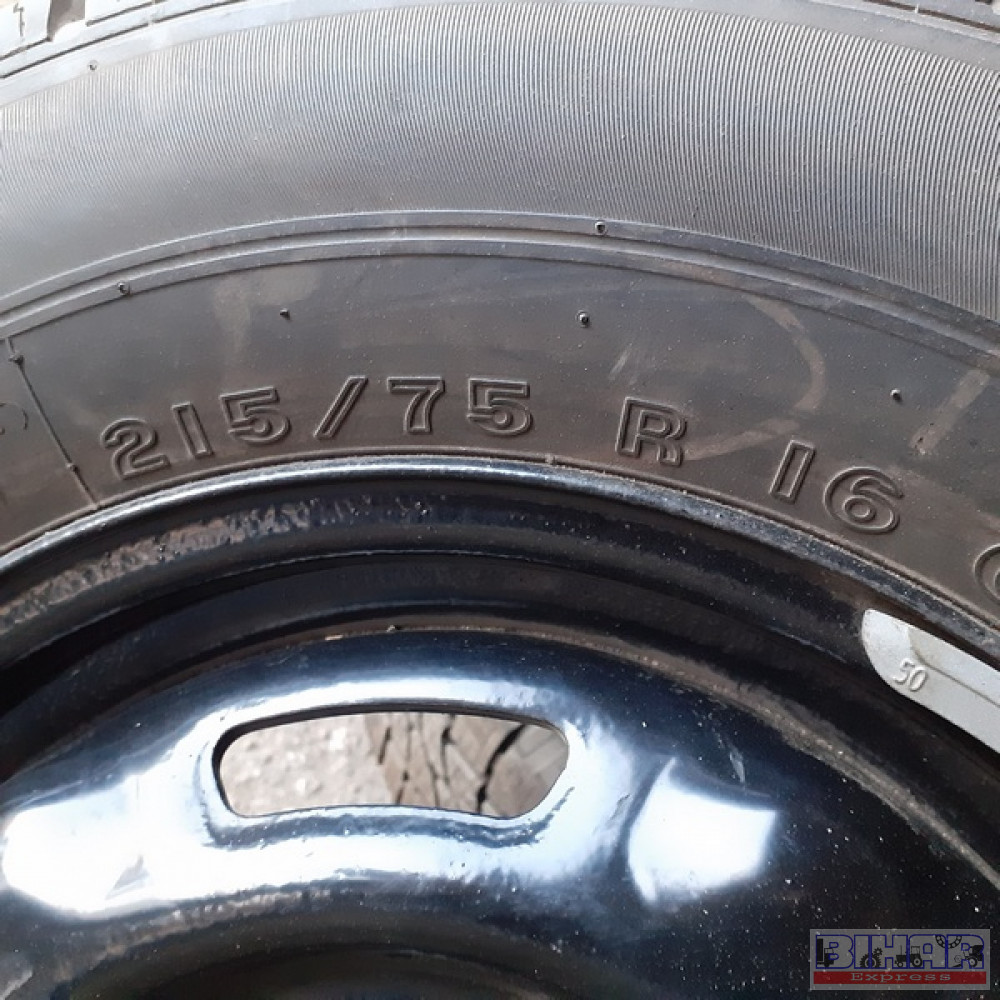 215/75 R 16
50
BIHAR
Express